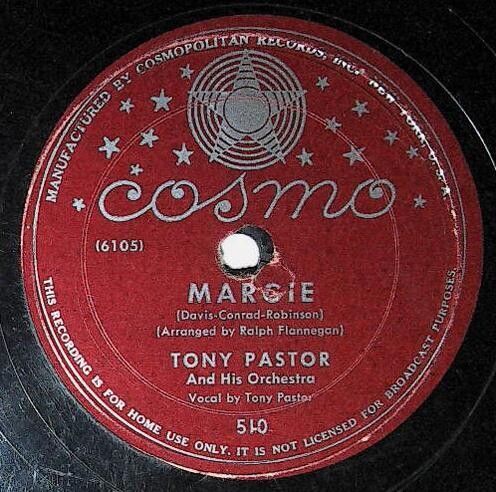 MANUFACTURED BY COSMOPOLITAN RECORDS, INC. NEW YORK, U.S.A.
cosmo
(6105)
MARGIE
(Davis-Conrad-Robinson)
(Arranged by Ralph Flannegan)
TONY PASTOR
And His Orchestra
Vocal by Tony Pastor
510
THIS RECORDING IS FOR HOME USE ONLY. IT IS NOT LICENSED FOR BROADCAST PURPOSES.